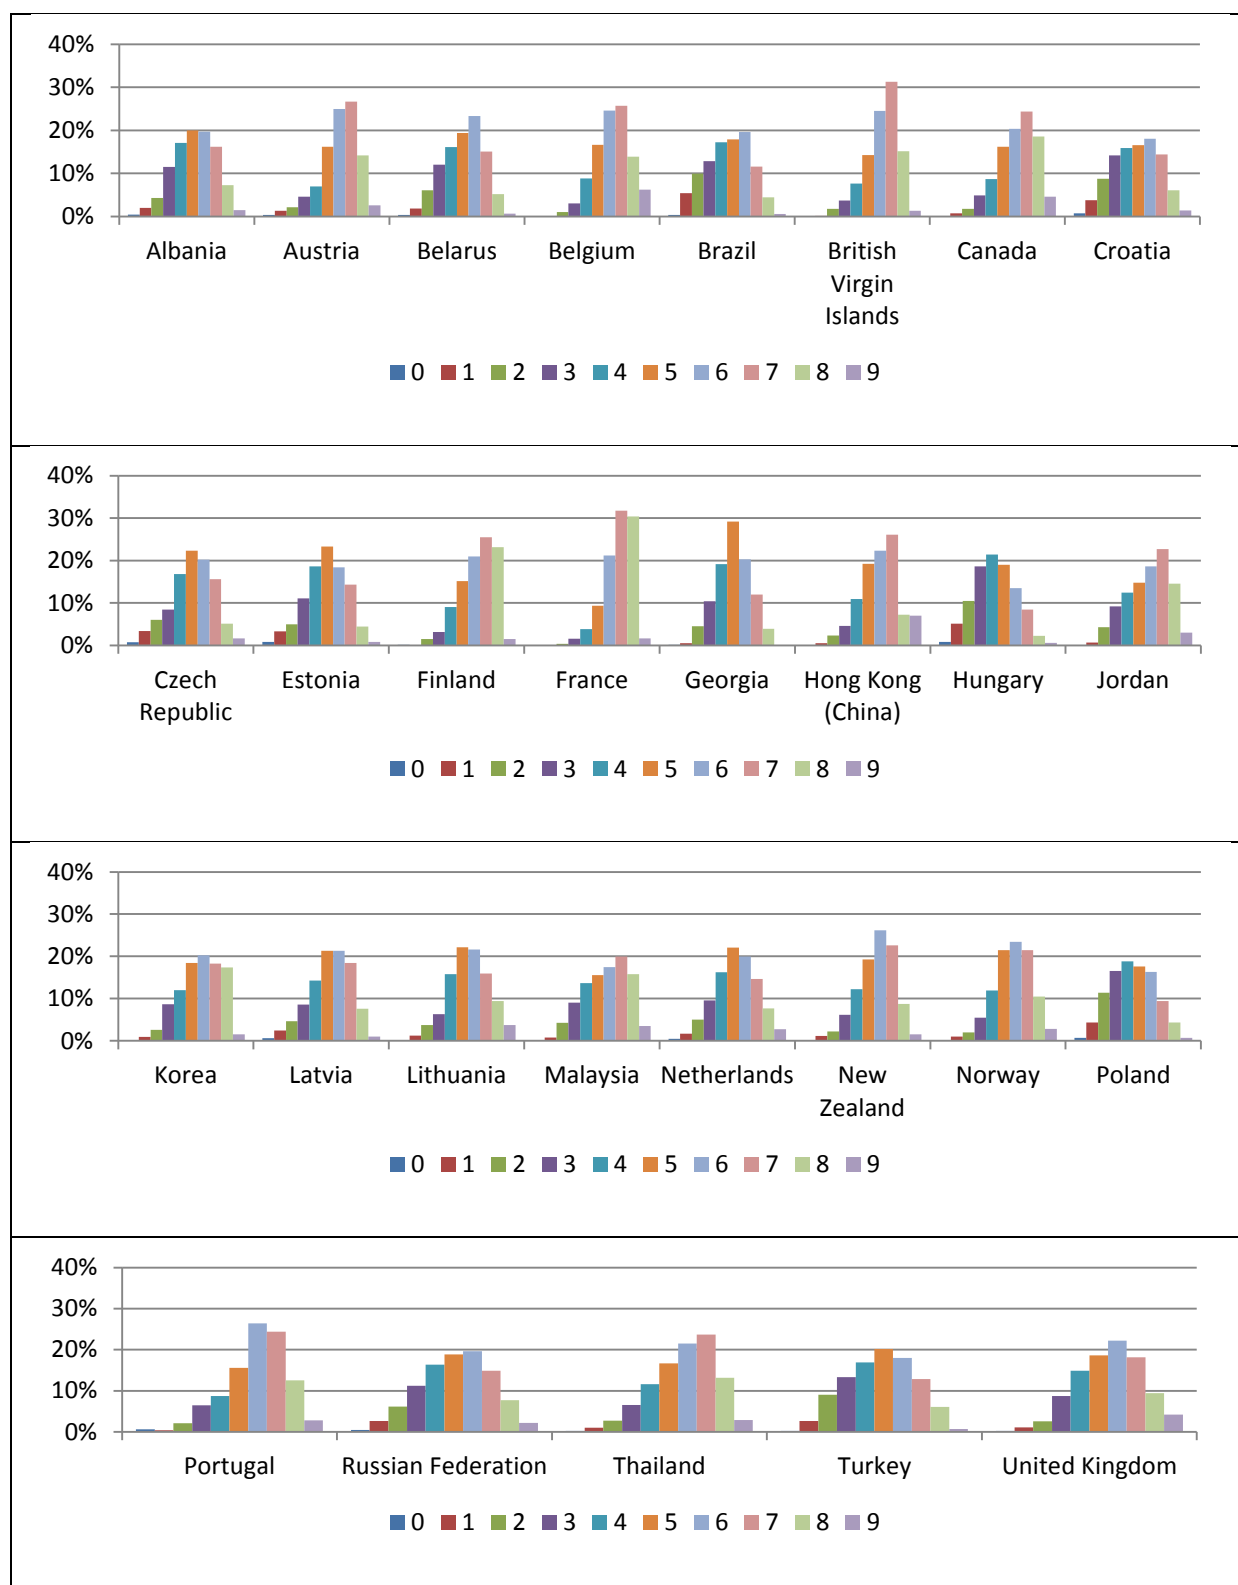 40%
30%
20%
10%
0%
Albania Austria Belarus Belgium Brazil British Canada Croatia
Virgin
Islands
0 1 2 3 4 5 6 7 8 9
40%
30%
20%
10%
0%
Czech Estonia Finland France Georgia Hong Kong Hungary Jordan
Republic (China)
0 1 2 3 4 5 6 7 8 9
40%
30%
20%
10%
0%
Korea Latvia Lithuania Malaysia Netherlands New Norway Poland
Zealand
0 1 2 3 4 5 6 7 8 9
40%
30%
20%
10%
0%
Portugal Russian Federation Thailand Turkey United Kingdom
0 1 2 3 4 5 6 7 8 9